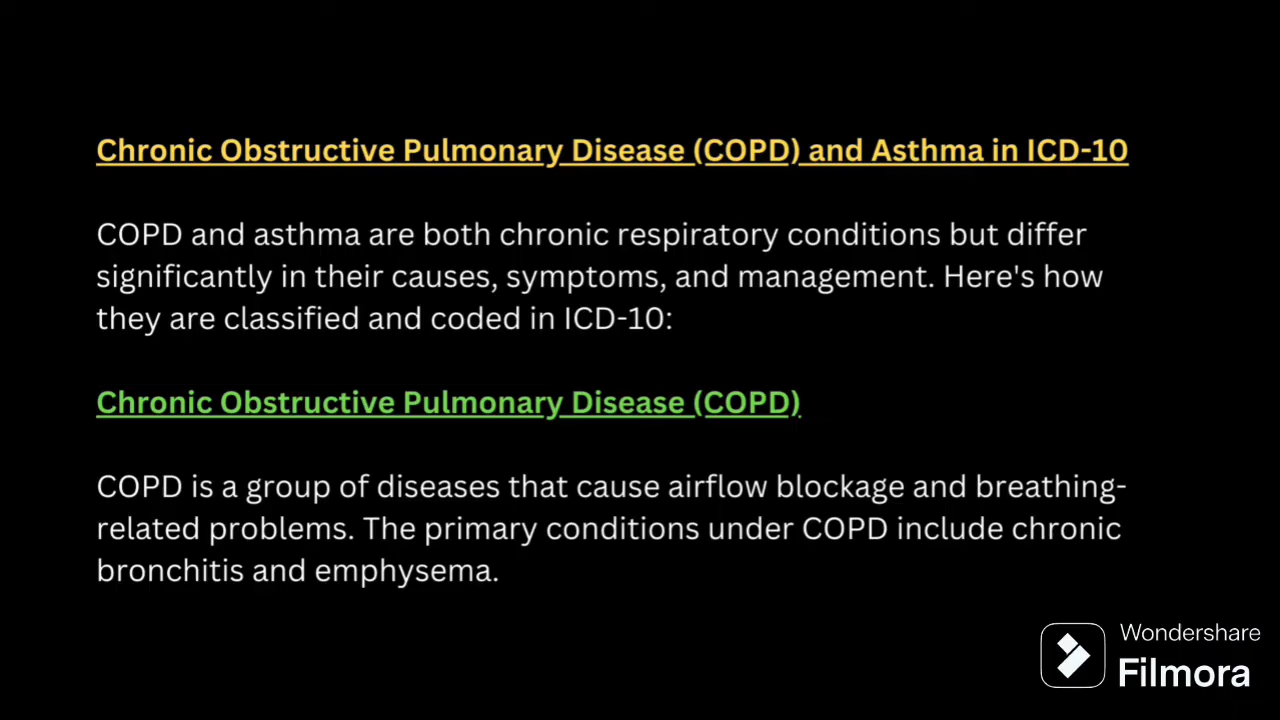 Chronic Obstructive Pulmonary Disease (COPD) and Asthma in ICD-10
COPD and asthma are both chronic respiratory conditions but differ
significantly in their causes, symptoms, and management. Here's how
they are classified and coded in ICD-10:
Chronic Obstructive Pulmonary Disease (COPD)
COPD is a group of diseases that cause airflow blockage and breathing-
related problems. The primary conditions under COPD include chronic
bronchitis and emphysema.
Wondershare
Filmora